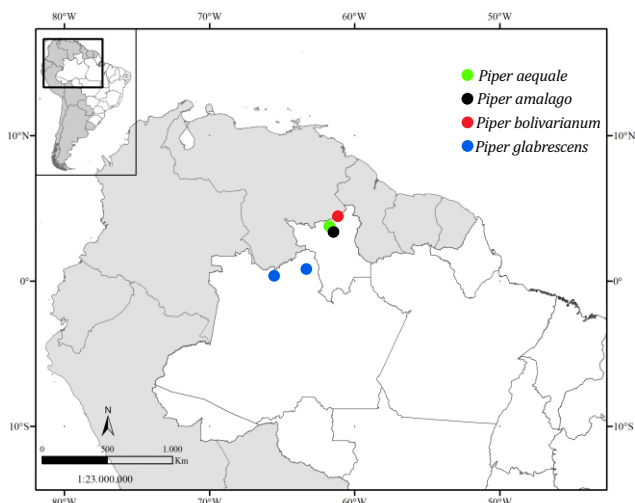 80°W 70°W 60°W 50°W
Piper aequale
Piper amalago
Piper bolivarianum
Piper glabrescens
10°N 10°N
0° 0°
10°S 10°S
N
0 500 1.000
Km
1:23.000.000
80°W 70°W 60°W 50°W